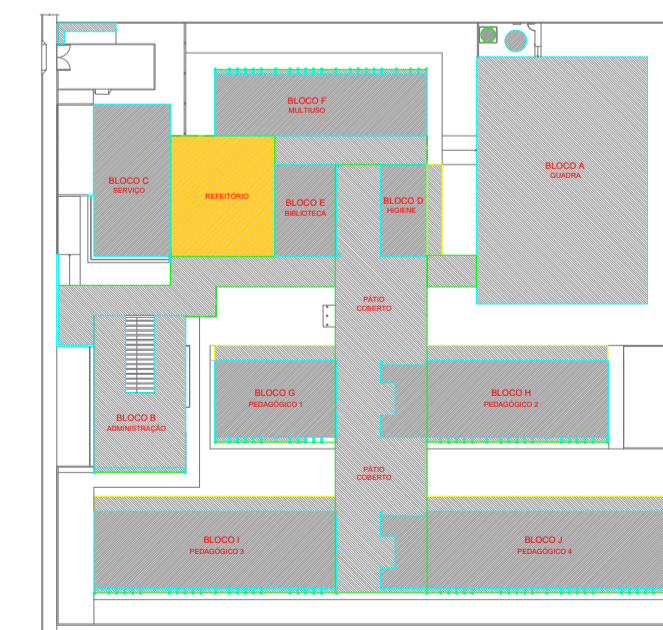 BLOCO F
MULTIUSO
BLOCO A
QUADRA
BLOCO C
SERVIÇO
REFEITÓRIO
BLOCO E
BIBLIOTECA
BLOCO D
HIGIENE
PÁTIO
COBERTO
BLOCO G
PEDAGÓGICO 1
BLOCO H
PEDAGÓGICO 2
BLOCO B
ADMINISTRAÇÃO
PÁTIO
COBERTO
BLOCO I
PEDAGÓGICO 3
BLOCO J
PEDAGÓGICO 4